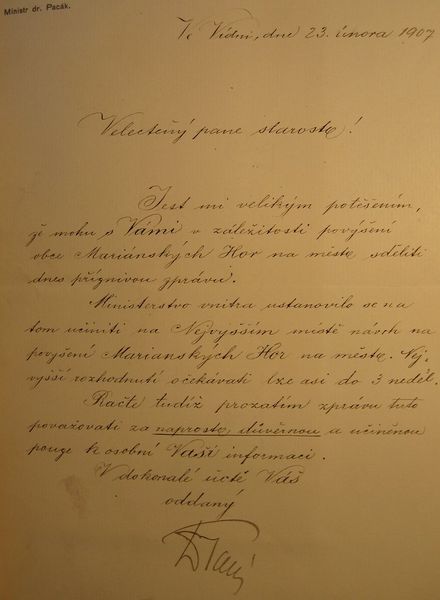 Ministr dr. Pacák.
Ve Vídni, dne 23. února 1907
Velectěný pane starosto!
Jest mi velikým potěšením,
že mohu s Vámi v záležitosti povýšení
obce Mariánských Hor na město sděliti
dnes příznivou zprávu.
Ministerstvo vnitra ustanovilo se na
tom učiniti na Nejvyšším místě návrh na
povýšení Marianských Hor na město. Nej-
vyšší rozhodnutí očekávati lze asi do 3 neděl.
Račte tudíž prozatím zprávu tuto
považovati za naprosto důvěrnou a učiněnou
pouze k osobní Vaší informaci.
V dokonalé úctě Váš
oddaný